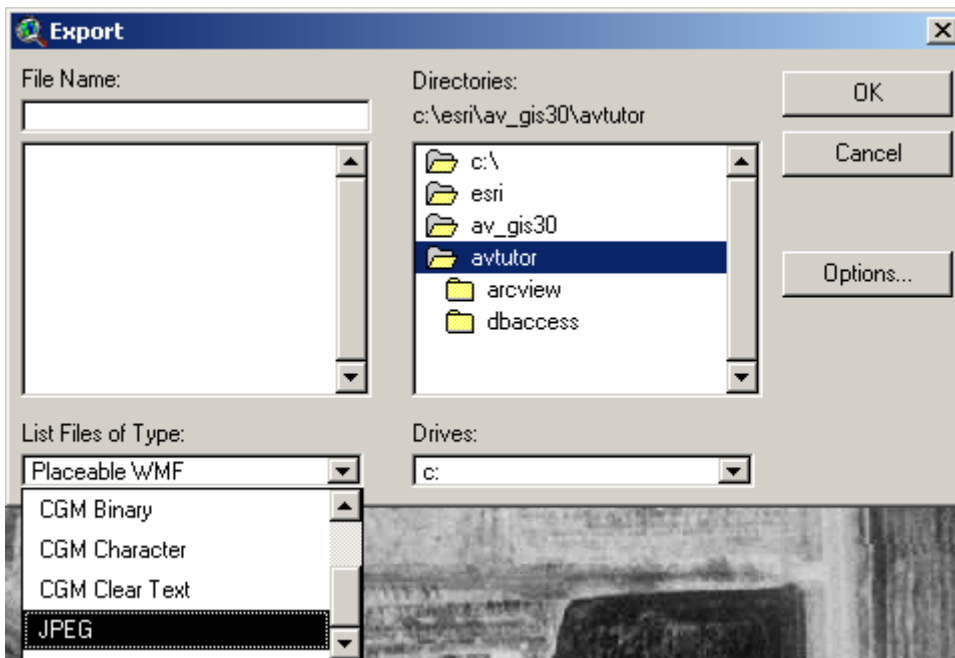 Export
File Name:
Directories:
c:\esri\av_gis30\avtutor
c:\
esri
av_gis30
avtutor
arcview
dbaccess
OK
Cancel
Options...
List Files of Type:
Placeable WMF
CGM Binary
CGM Character
CGM Clear Text
JPEG
Drives:
c: